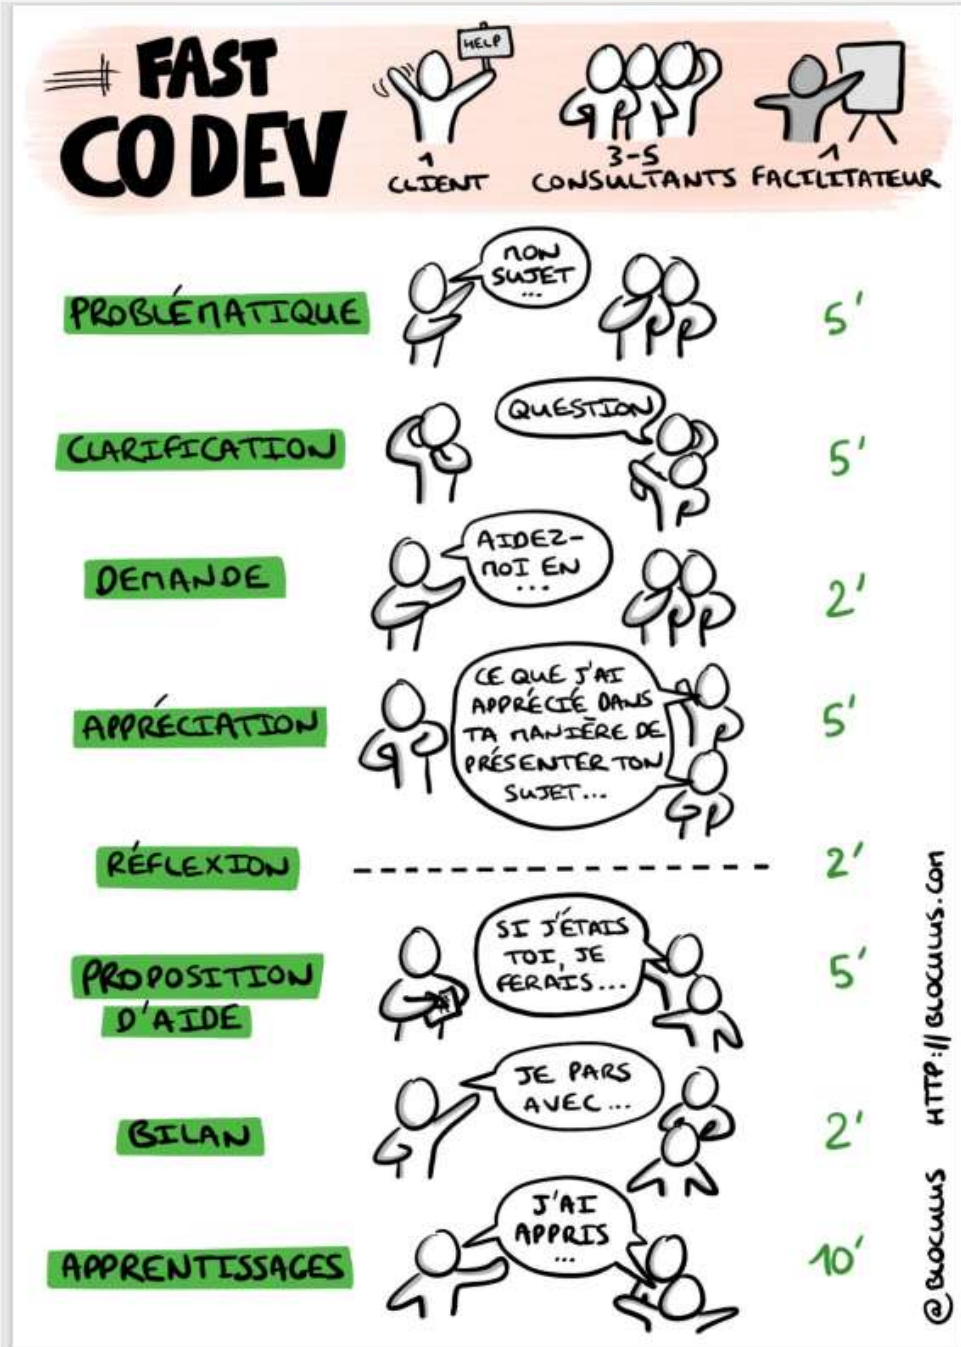 FAST
CODEV
HELP
1
CLIENT
3-5
CONSULTANTS
1
FACILITATEUR
PROBLÉMATIQUE
MON
SUJET
...
5'
CLARIFICATION
QUESTION
5'
DEMANDE
AIDEZ-
MOI EN
...
2'
APPRÉCIATION
CE QUE J'AI
APPRÉCIÉ DANS
TA MANIÈRE DE
PRÉSENTER TON
SUJET...
5'
RÉFLEXION
2'
PROPOSITION
D'AIDE
SI J'ÉTAIS
TOI, JE
FERAIS...
5'
BILAN
JE PARS
AVEC...
2'
APPRENTISSAGES
J'AI
APPRIS
...
10'
@BLOCULUS HTTP://BLOCULUS.COM